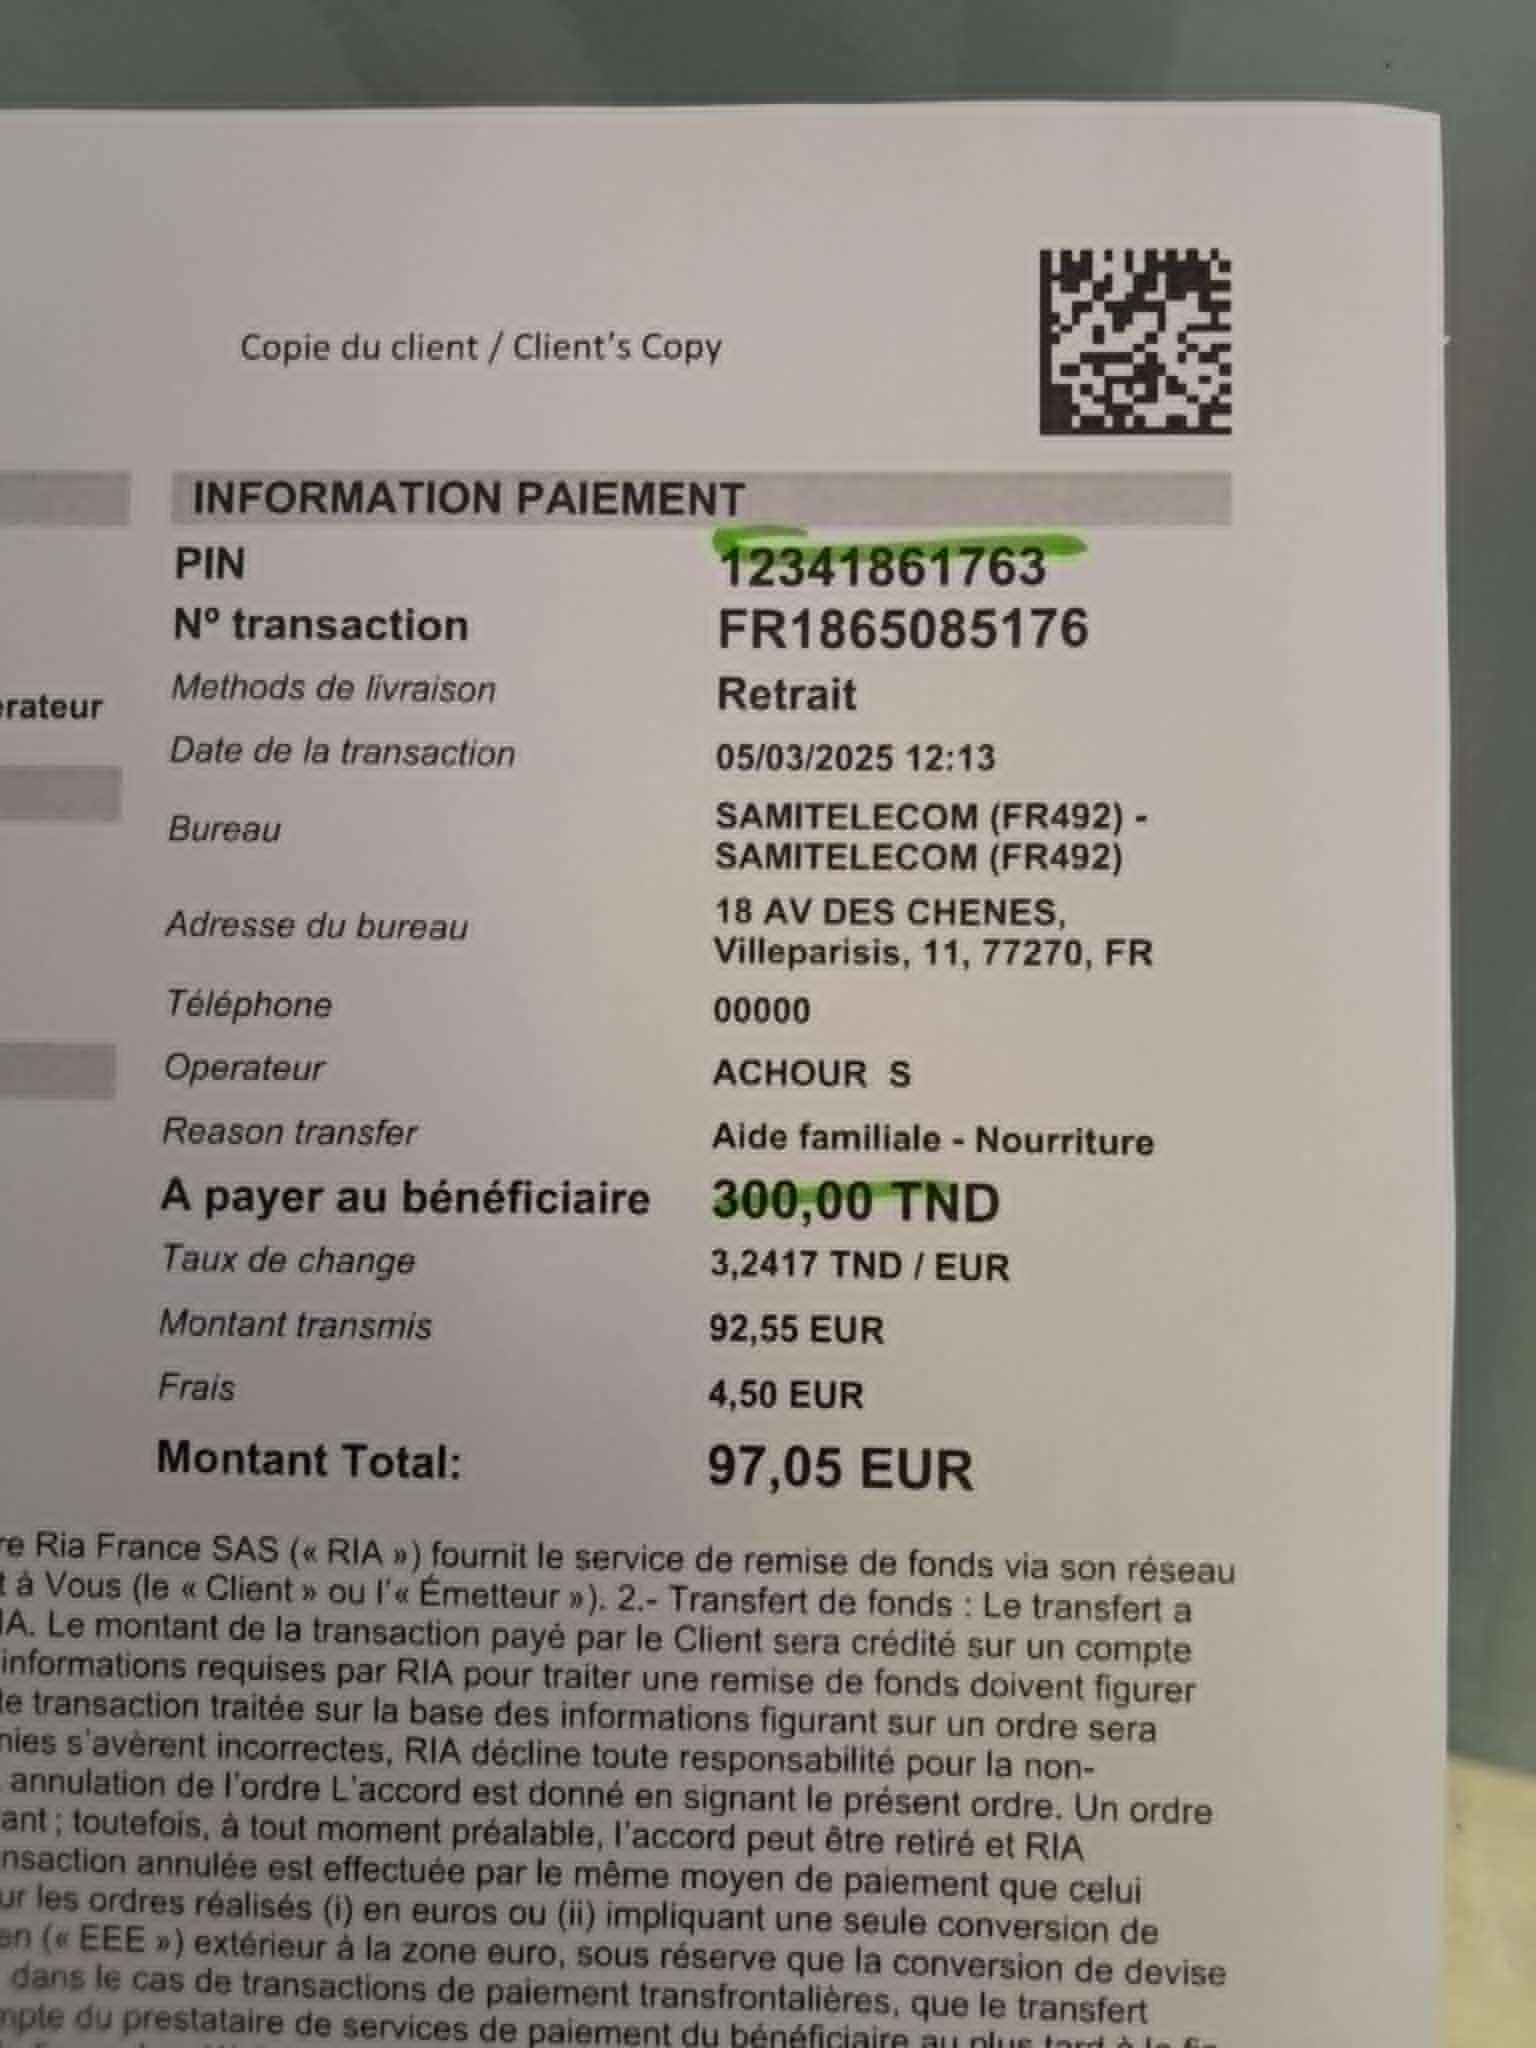 Copie du client / Client's Copy
INFORMATION PAIEMENT
PIN 12341861763
Nº transaction FR1865085176
Methods de livraison Retrait
erateur
Date de la transaction 05/03/2025 12:13
Bureau SAMITELECOM (FR492) -
SAMITELECOM (FR492)
Adresse du bureau 18 AV DES CHENES,
Villeparisis, 11, 77270, FR
Téléphone 00000
Operateur ACHOUR S
Reason transfer Aide familiale - Nourriture
A payer au bénéficiaire 300,00 TND
Taux de change 3,2417 TND / EUR
Montant transmis 92,55 EUR
Frais 4,50 EUR
Montant Total: 97,05 EUR
re Ria France SAS (« RIA ») fournit le service de remise de fonds via son réseau
t à Vous (le « Client » ou l'« Émetteur »). 2.- Transfert de fonds : Le transfert a
IA. Le montant de la transaction payé par le Client sera crédité sur un compte
informations requises par RIA pour traiter une remise de fonds doivent figurer
te transaction traitée sur la base des informations figurant sur un ordre sera
nies s'avèrent incorrectes, RIA décline toute responsabilité pour la non-
annulation de l'ordre L'accord est donné en signant le présent ordre. Un ordre
ant ; toutefois, à tout moment préalable, l'accord peut être retiré et RIA
nsaction annulée est effectuée par le même moyen de paiement que celui
ur les ordres réalisés (i) en euros ou (ii) impliquant une seule conversion de
en (« EEE ») extérieur à la zone euro, sous réserve que la conversion de devise
dans le cas de transactions de paiement transfrontalières, que le transfert
mpte du prestataire de services de paiement du bénéficiaire au plus tard à la